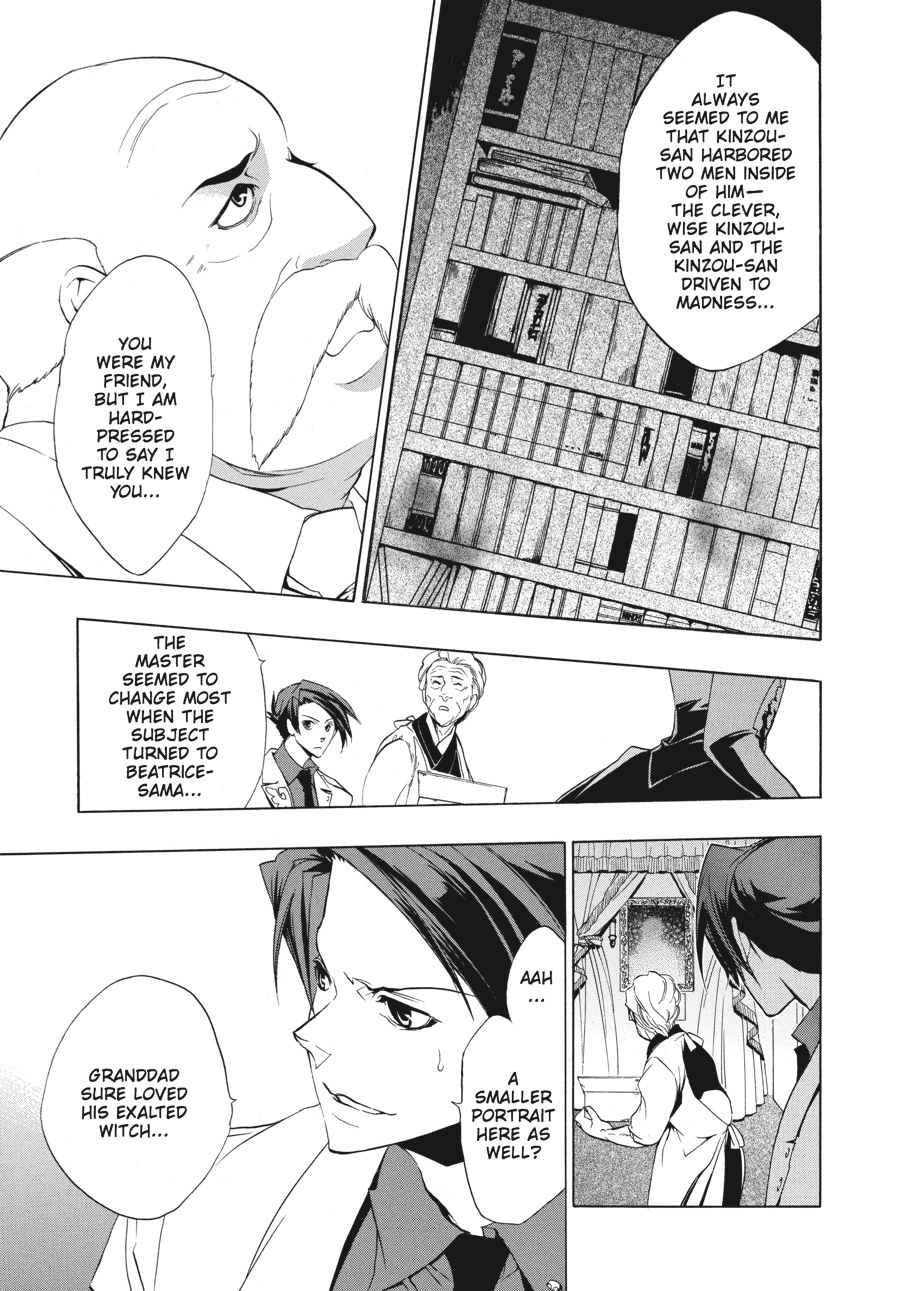 IT
ALWAYS
SEEMED TO ME
THAT KINZOU-
SAN HARBORED
TWO MEN INSIDE
OF HIM—
THE CLEVER,
WISE KINZOU-
SAN AND THE
KINZOU-SAN
DRIVEN TO
MADNESS...
YOU
WERE MY
FRIEND,
BUT I AM
HARD-
PRESSED
TO SAY I
TRULY KNEW
YOU...
THE
MASTER
SEEMED TO
CHANGE MOST
WHEN THE
SUBJECT
TURNED TO
BEATRICE-
SAMA...
AAH
...
A
SMALLER
PORTRAIT
HERE AS
WELL?
GRANDDAD
SURE LOVED
HIS EXALTED
WITCH...